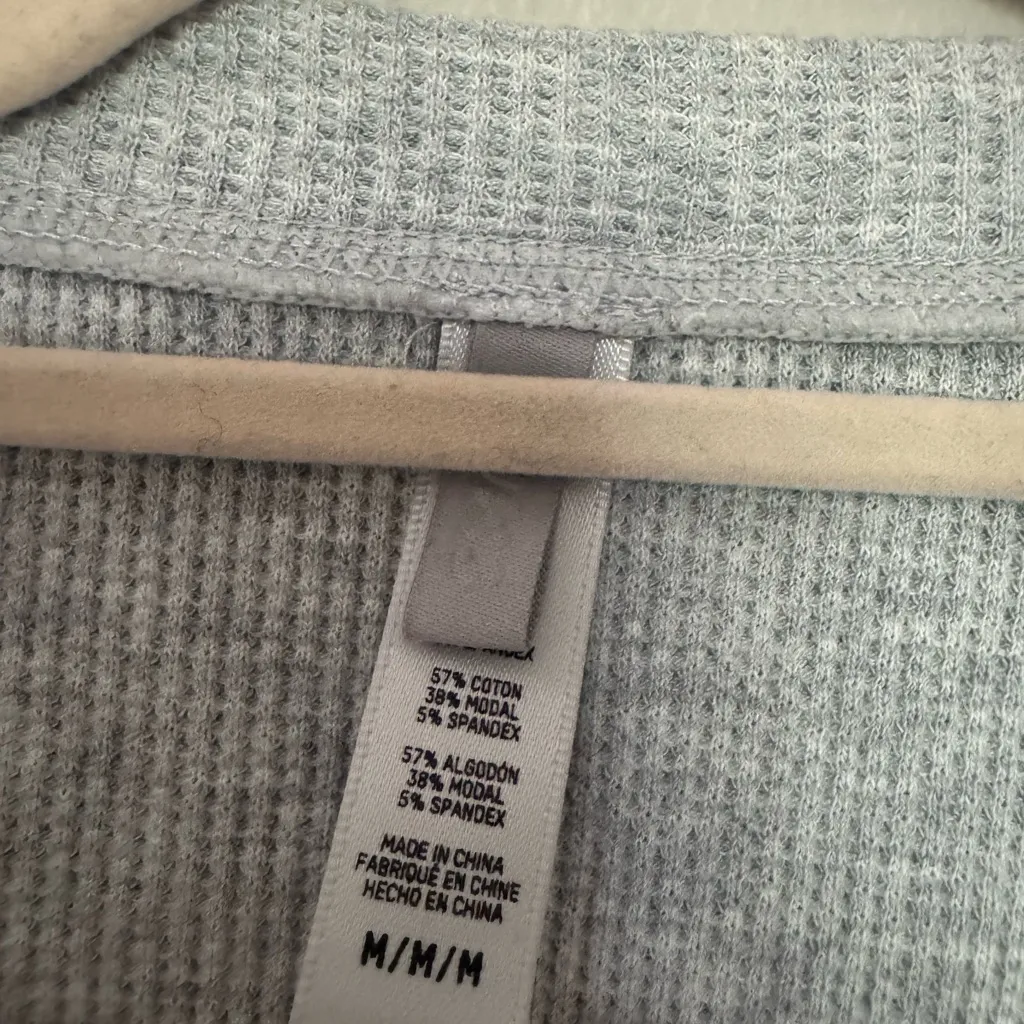 57% COTON
38% MODAL
5% SPANDEX
57% ALGODÓN
38% MODAL
5% SPANDEX
MADE IN CHINA
FABRIQUÉ EN CHINE
HECHO EN CHINA
M/M/M